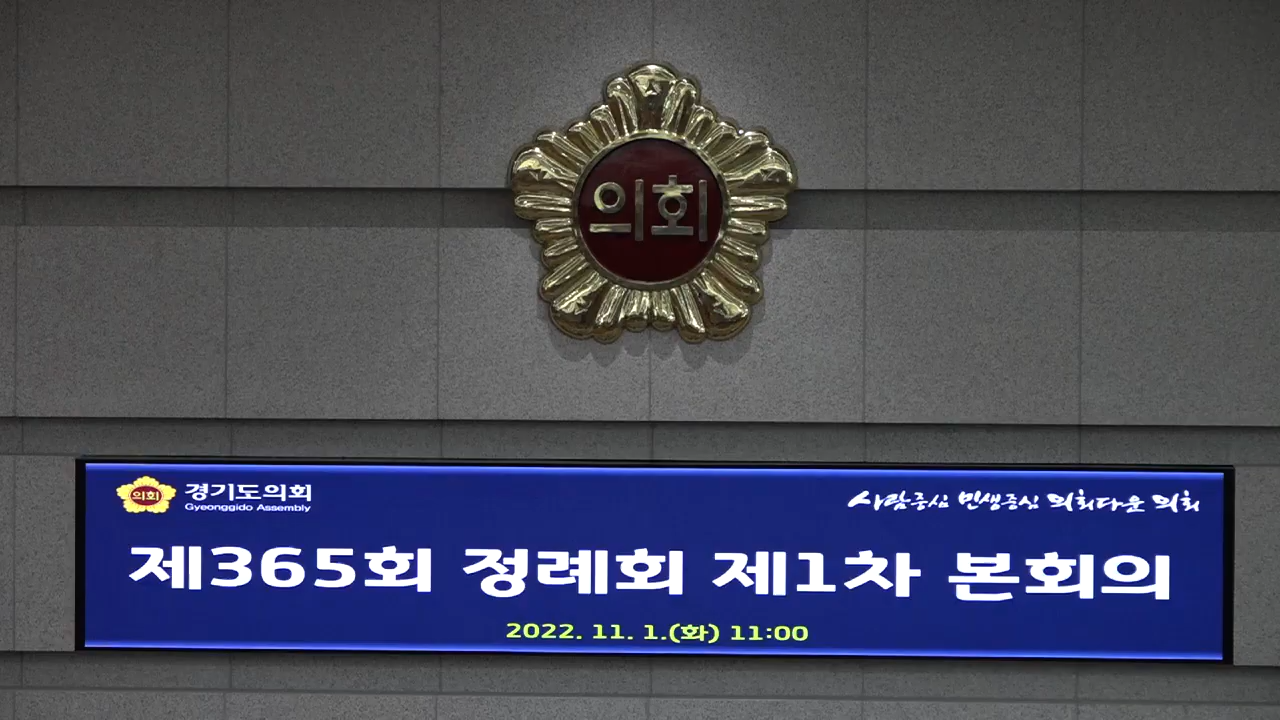 의회
의회
경기도의회
Gyeonggido Assembly
사람중심 민생중심 의회다운 의회
제365회 정례회 제1차 본회의
2022. 11. 1.(화) 11:00